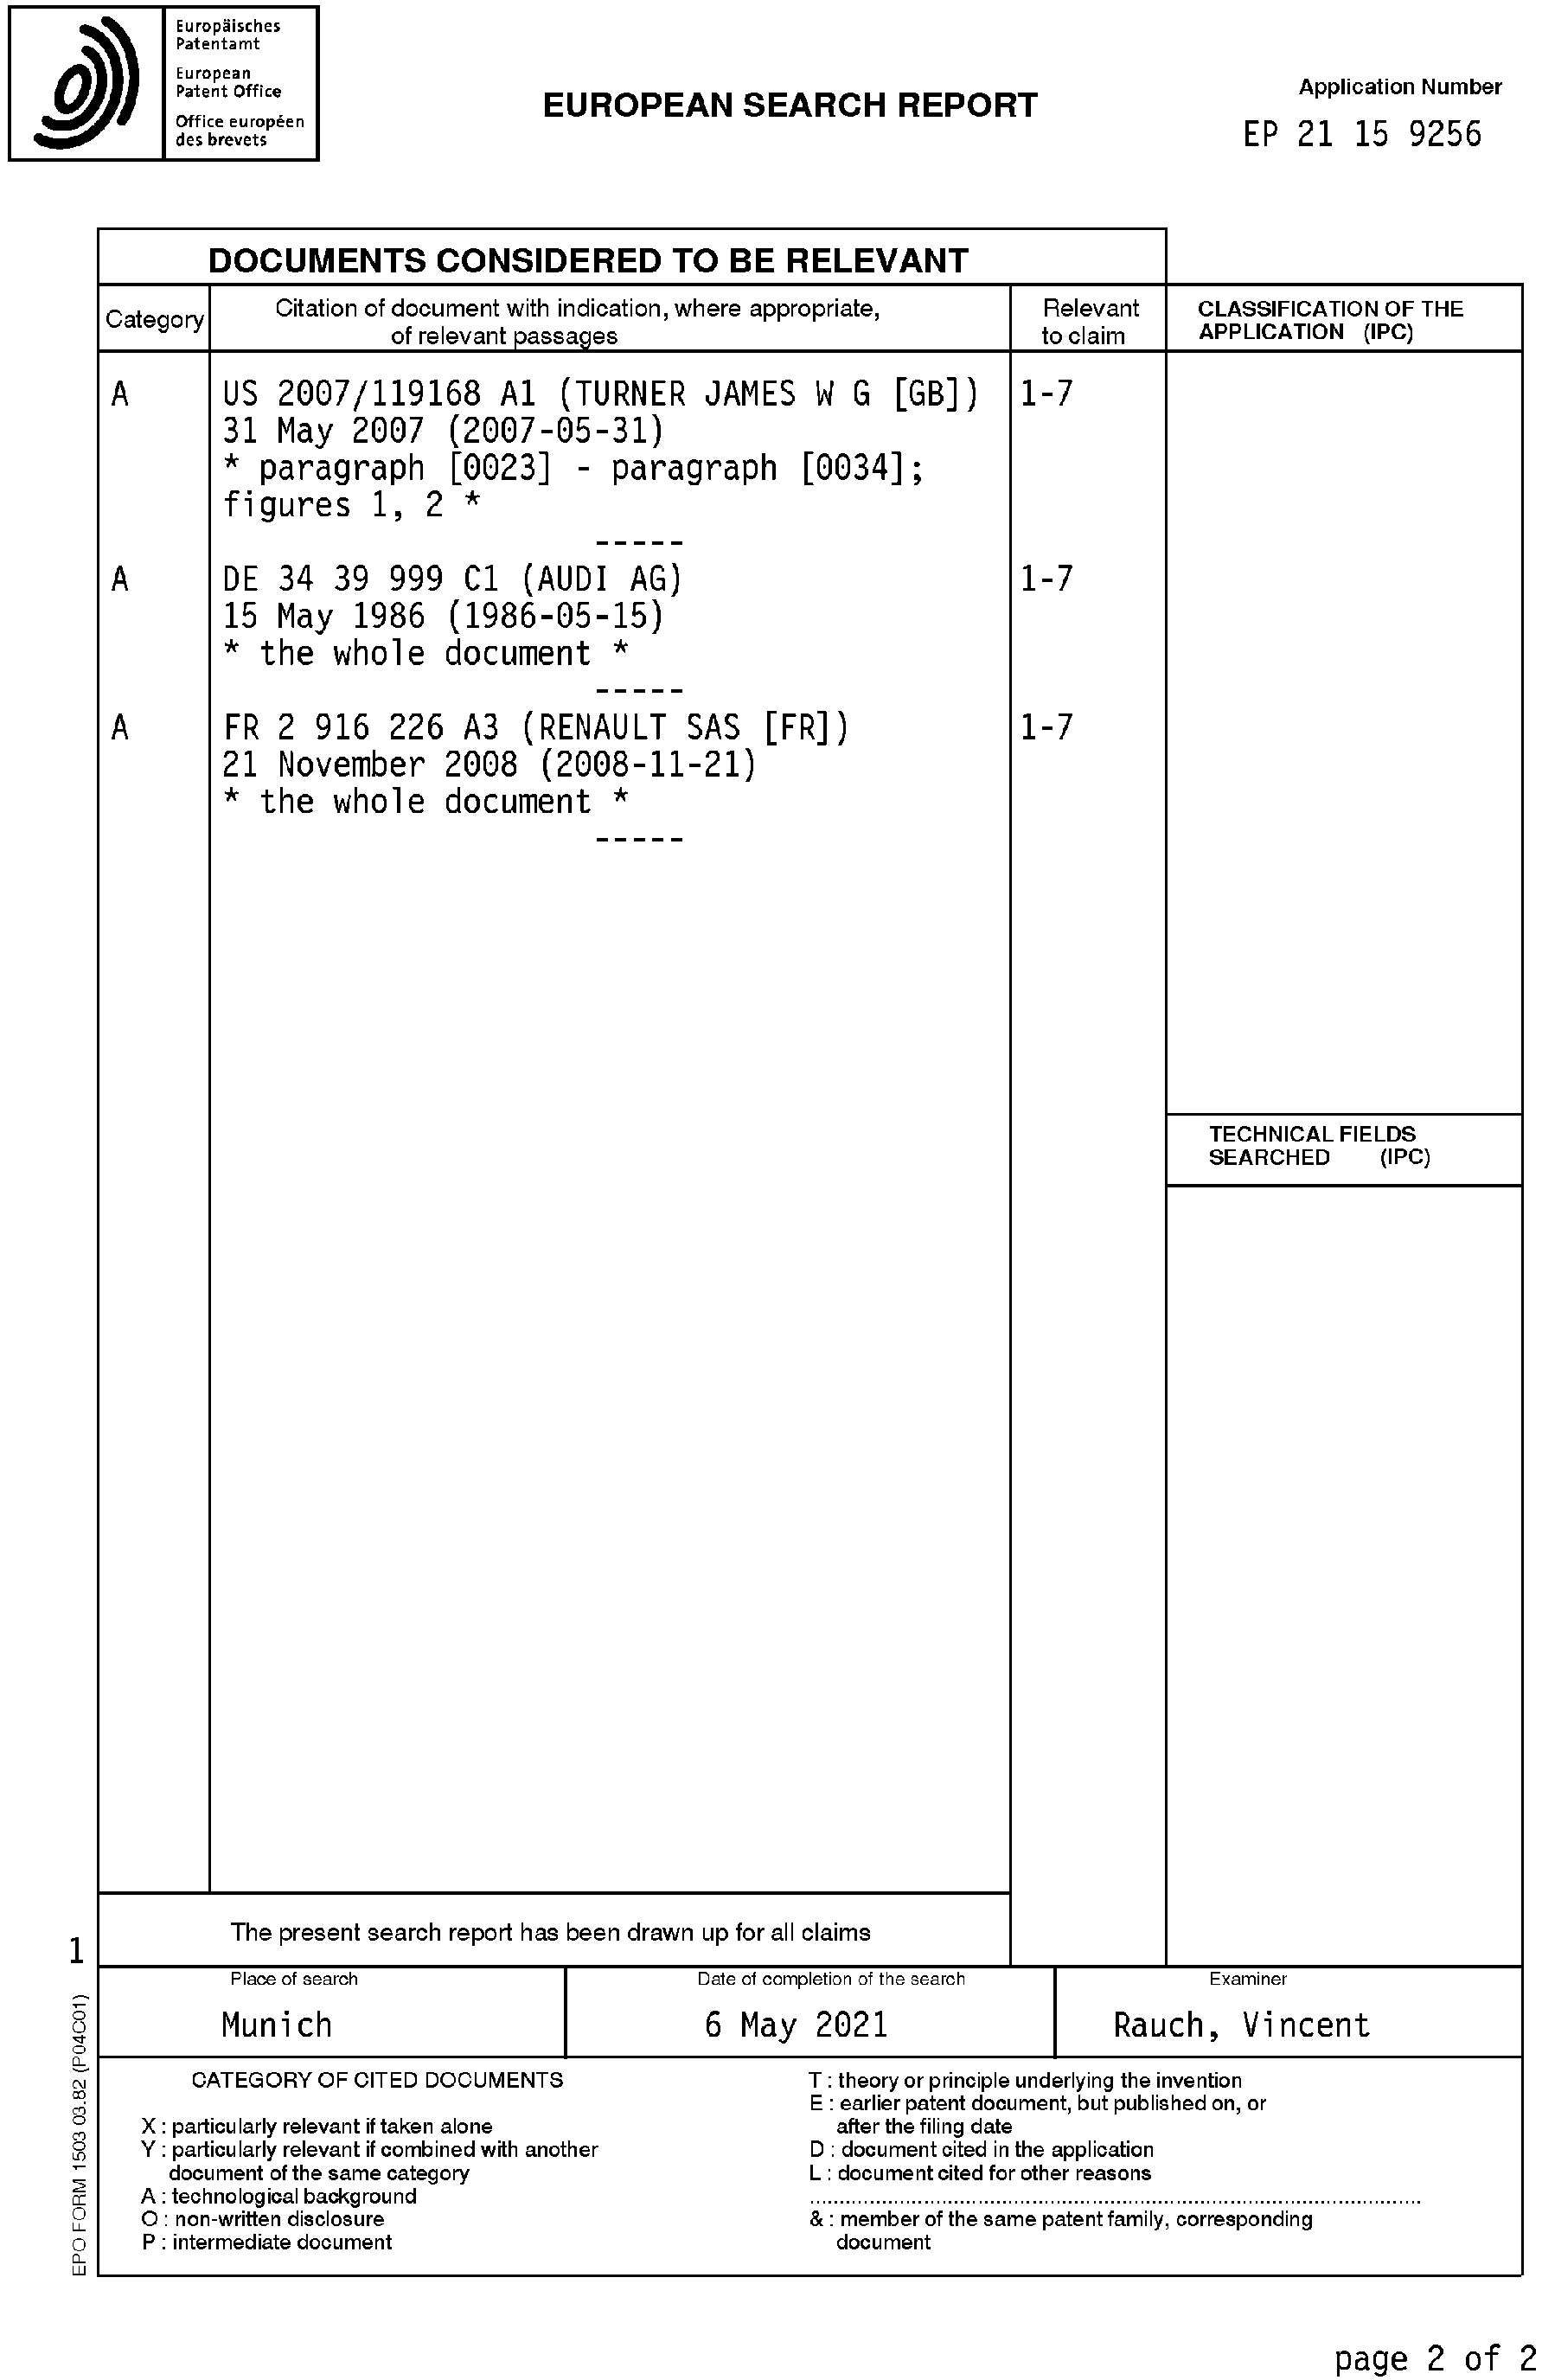 Europäisches
Patentamt
European
Patent Office
Office européen
des brevets
EUROPEAN SEARCH REPORT
Application Number
EP 21 15 9256
DOCUMENTS CONSIDERED TO BE RELEVANT
Category
Citation of document with indication, where appropriate,
of relevant passages
Relevant
to claim
CLASSIFICATION OF THE
APPLICATION (IPC)
A US 2007/119168 A1 (TURNER JAMES W G [GB]) 1-7
31 May 2007 (2007-05-31)
* paragraph [0023] - paragraph [0034];
figures 1, 2 *
-----
A DE 34 39 999 C1 (AUDI AG) 1-7
15 May 1986 (1986-05-15)
* the whole document *
-----
A FR 2 916 226 A3 (RENAULT SAS [FR]) 1-7
21 November 2008 (2008-11-21)
* the whole document *
-----
TECHNICAL FIELDS
SEARCHED (IPC)
The present search report has been drawn up for all claims
1
Place of search
Munich
Date of completion of the search
6 May 2021
Examiner
Rauch, Vincent
CATEGORY OF CITED DOCUMENTS
X : particularly relevant if taken alone
Y : particularly relevant if combined with another
document of the same category
A : technological background
O : non-written disclosure
P : intermediate document
T : theory or principle underlying the invention
E : earlier patent document, but published on, or
after the filing date
D : document cited in the application
L : document cited for other reasons
& : member of the same patent family, corresponding
document
EPO FORM 1503 03.82 (P04C01)
page 2 of 2